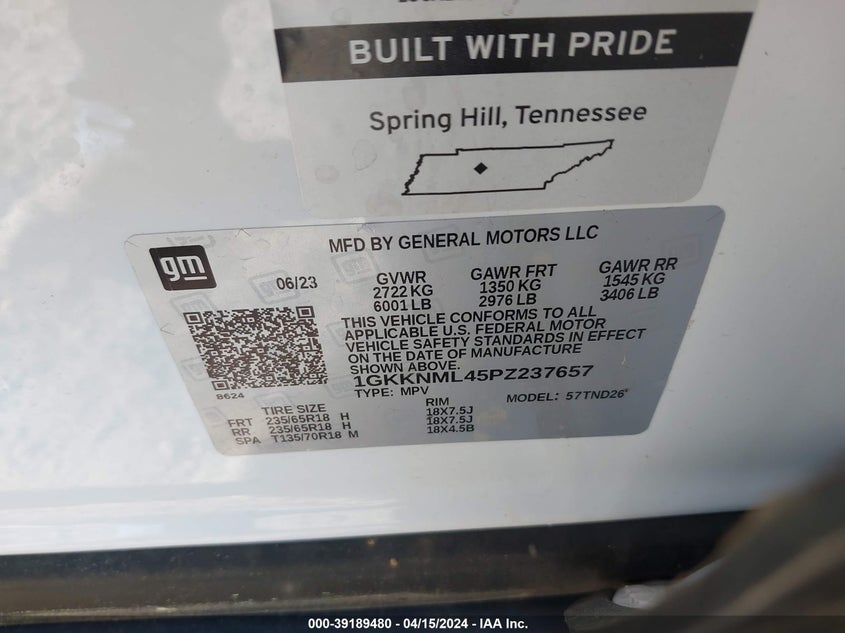 BUILT WITH PRIDE
Spring Hill, Tennessee
gm
MFD BY GENERAL MOTORS LLC
06/23
GVWR
2722 KG
6001 LB
GAWR FRT
1350 KG
2976 LB
GAWR RR
1545 KG
3406 LB
THIS VEHICLE CONFORMS TO ALL
APPLICABLE U.S. FEDERAL MOTOR
VEHICLE SAFETY STANDARDS IN EFFECT
ON THE DATE OF MANUFACTURE
SHOWN ABOVE.
1GKKNML45PZ237657
8624
TYPE: MPV
MODEL: 57TND26*
TIRE SIZE RIM
FRT 235/65R18 H 18X7.5J
RR 235/65R18 H 18X7.5J
SPA T135/70R18 M 18X4.5B
000-39189480 - 04/15/2024 - IAA Inc.